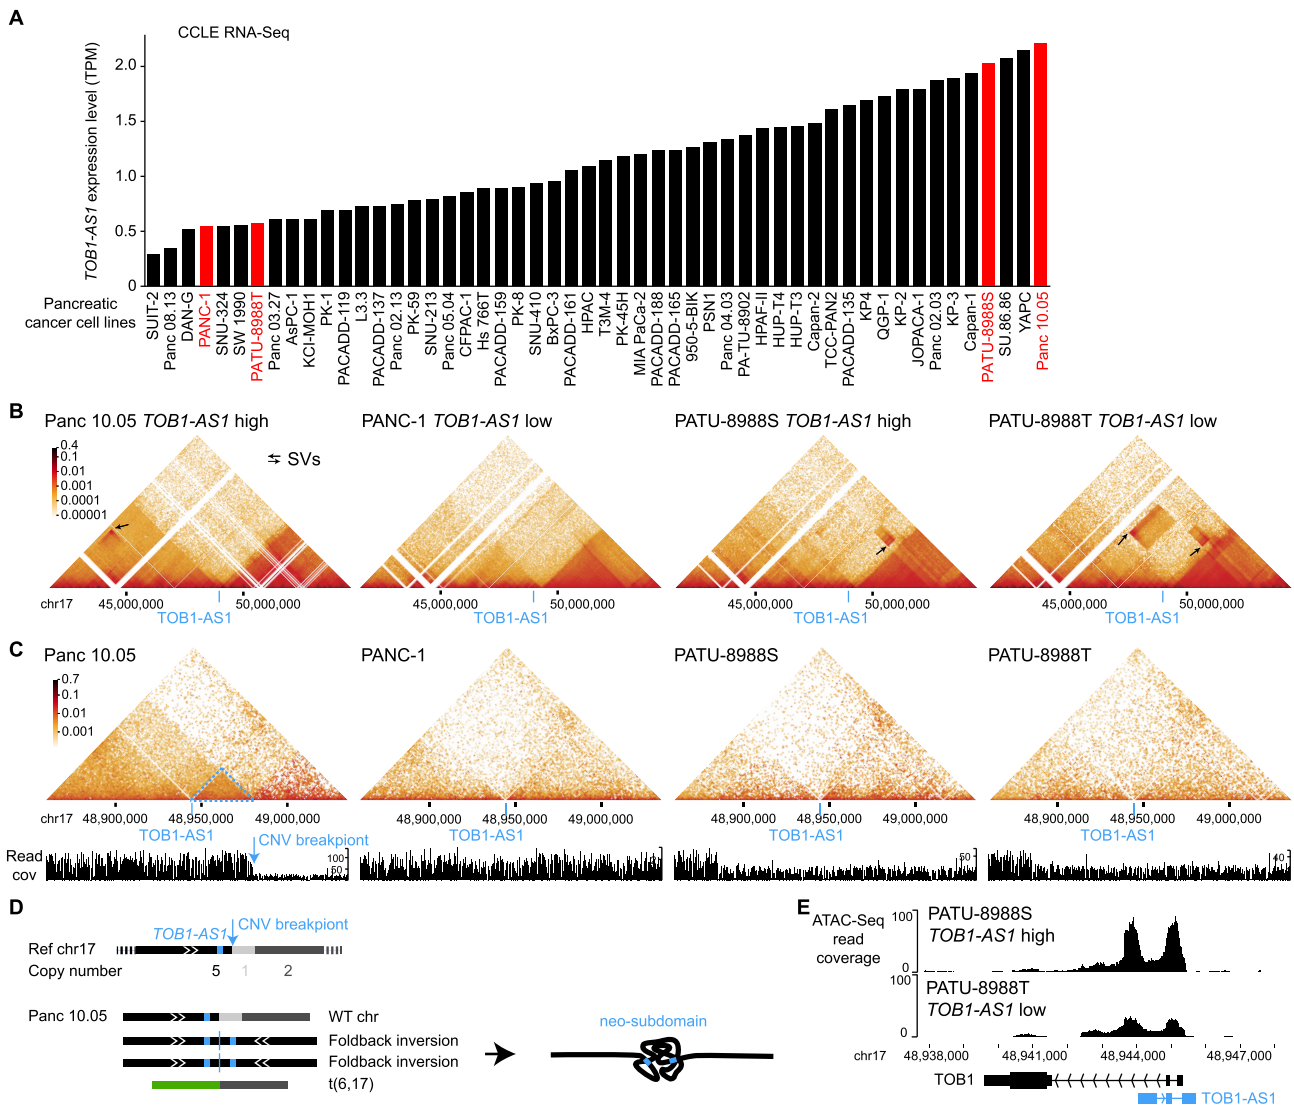 A
CCLE RNA-Seq
TOB1-AS1 expression level (TPM)
2.0
1.5
1.0
0.5
0
Pancreatic
cancer cell lines
SUIT-2
Panc 08.13
DAN-G
PANC-1
SNU-324
SW 1990
PATU-8988T
Panc 03.27
AsPC-1
KCI-MOH1
PK-1
PACADD-119
L3.3
PACADD-137
Panc 02.13
PK-59
SNU-213
Panc 05.04
CFPAC-1
Hs 766T
PACADD-159
PK-8
SNU-410
BxPC-3
PACADD-161
HPAC
T3M-4
PK-45H
MIA PaCa-2
PACADD-188
PACADD-165
950-5-BIK
PSN1
Panc 04.03
PA-TU-8902
HPAF-II
HUP-T4
HUP-T3
Capan-2
TCC-PAN2
PACADD-135
KP4
QGP-1
KP-2
JOPACA-1
Panc 02.03
KP-3
Capan-1
PATU-8988S
SU.86.86
YAPC
Panc 10.05
B
Panc 10.05 TOB1-AS1 high
PANC-1 TOB1-AS1 low
PATU-8988S TOB1-AS1 high
PATU-8988T TOB1-AS1 low
0.4
0.1
0.01
0.001
0.0001
0.00001
SVs
chr17
45,000,000
50,000,000
45,000,000
50,000,000
45,000,000
50,000,000
45,000,000
50,000,000
TOB1-AS1
TOB1-AS1
TOB1-AS1
TOB1-AS1
C
Panc 10.05
PANC-1
PATU-8988S
PATU-8988T
0.7
0.1
0.01
0.001
chr17
48,900,000
48,950,000
49,000,000
48,900,000
48,950,000
49,000,000
48,900,000
48,950,000
49,000,000
48,900,000
48,950,000
49,000,000
TOB1-AS1
TOB1-AS1
TOB1-AS1
TOB1-AS1
CNV breakpiont
Read
cov
100
50
50
40
D
TOB1-AS1
CNV breakpiont
Ref chr17
Copy number
5
1
2
Panc 10.05
WT chr
Foldback inversion
Foldback inversion
t(6,17)
neo-subdomain
E
ATAC-Seq
read
coverage
100
0
PATU-8988S
TOB1-AS1 high
100
0
PATU-8988T
TOB1-AS1 low
chr17
48,938,000
48,941,000
48,944,000
48,947,000
TOB1
TOB1-AS1